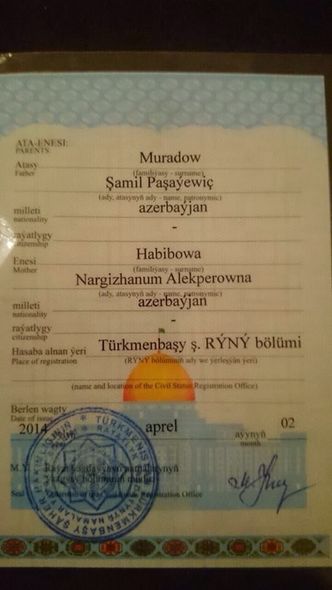 ATA-ENESI:
PARENTS:
Muradow
Atasy
Father
(familiýasy - surname)
Şamil Paşaýewiç
(ady, atasynyň ady - name, patronymic)
milleti
azerbaýjan
nationality
raýatlygy
-
citizenship
Habibowa
Enesi
Mother
(familiýasy - surname)
Nargizhanum Alekperowna
(ady, atasynyň ady - name, patronymic)
milleti
azerbaýjan
nationality
raýatlygy
-
citizenship
Türkmenbaşy ş. RÝNÝ bölümi
Hasaba alnan ýeri
Place of registration
(RÝNÝ bölüminiň ady we ýerleşýän ýeri)
(name and location of the Civil Status Registration Office)
Berlen wagty
Date of issue
2014
aprel
aýynyň
02
month
M.Ý.
Seal
Registration Office